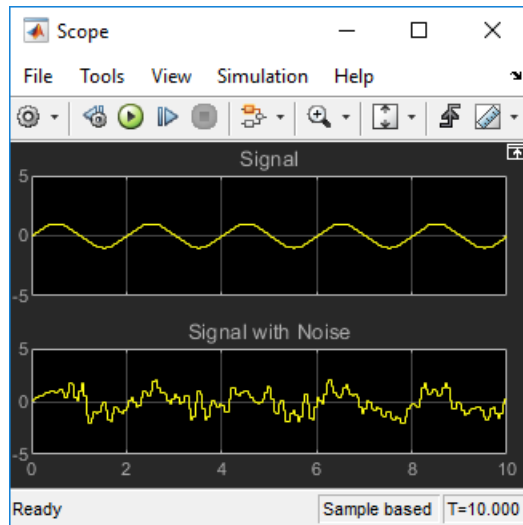 Scope
File Tools View Simulation Help
Signal
5
0
-5
Signal with Noise
5
0
-5
0 2 4 6 8 10
Ready Sample based T=10.000